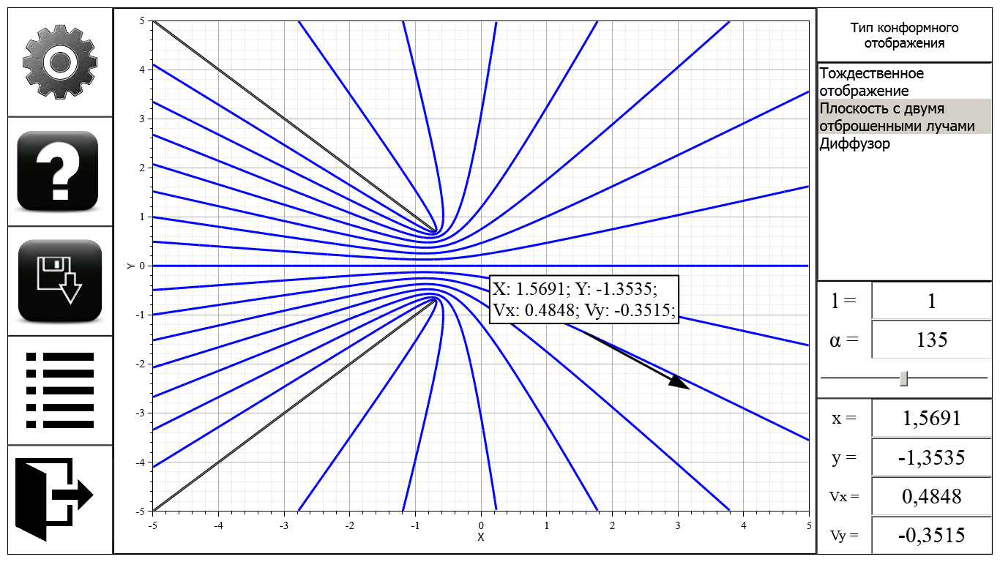 5
4
3
2
1
0
-1
-2
-3
-4
-5
Y
-5 -4 -3 -2 -1 0 1 2 3 4 5
X
X: 1.5691; Y: -1.3535;
Vx: 0.4848; Vy: -0.3515;
Тип конформного
отображения
Тождественное
отображение
Плоскость с двумя
отброшенными лучами
Диффузор
l = 1
α = 135
x = 1,5691
y = -1,3535
Vx = 0,4848
Vy = -0,3515